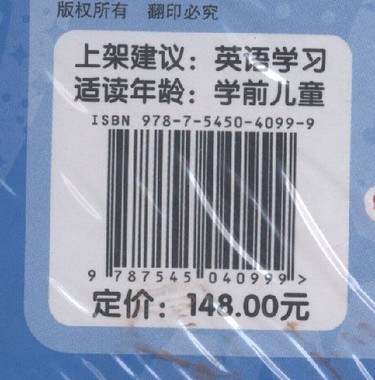 版权所有 翻印必究
上架建议：英语学习
适读年龄：学前儿童
ISBN 978-7-5450-4099-9
9 787545 040999 >
定价：148.00元